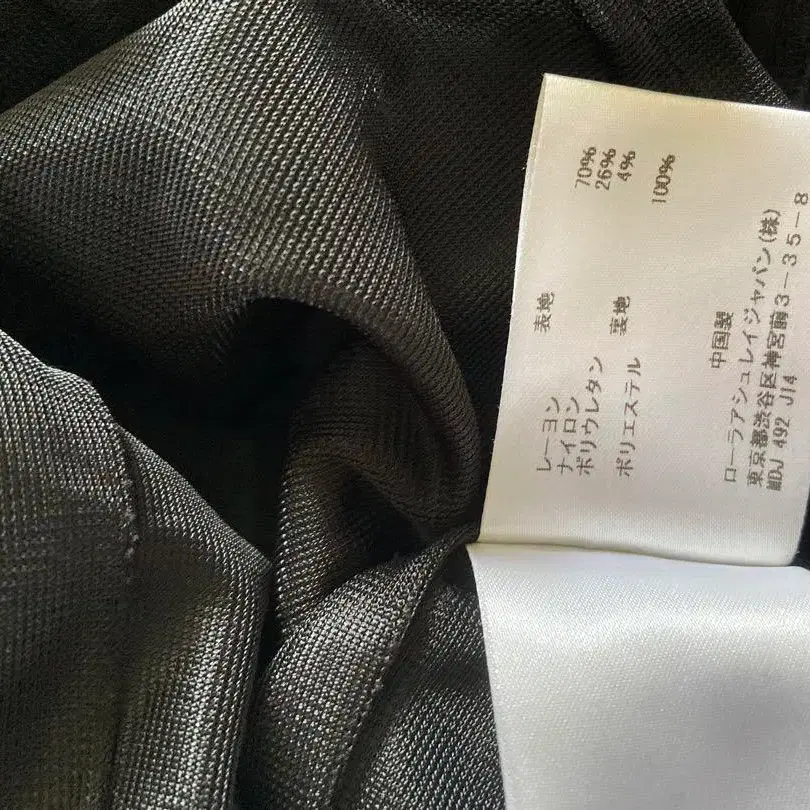 表地
レーヨン 70%
ナイロン 26%
ポリウレタン 4%
裏地
ポリエステル 100%
中国製
ローラアシュレイジャパン(株)
東京都渋谷区神宮前3-35-8
MDJ 492 J14